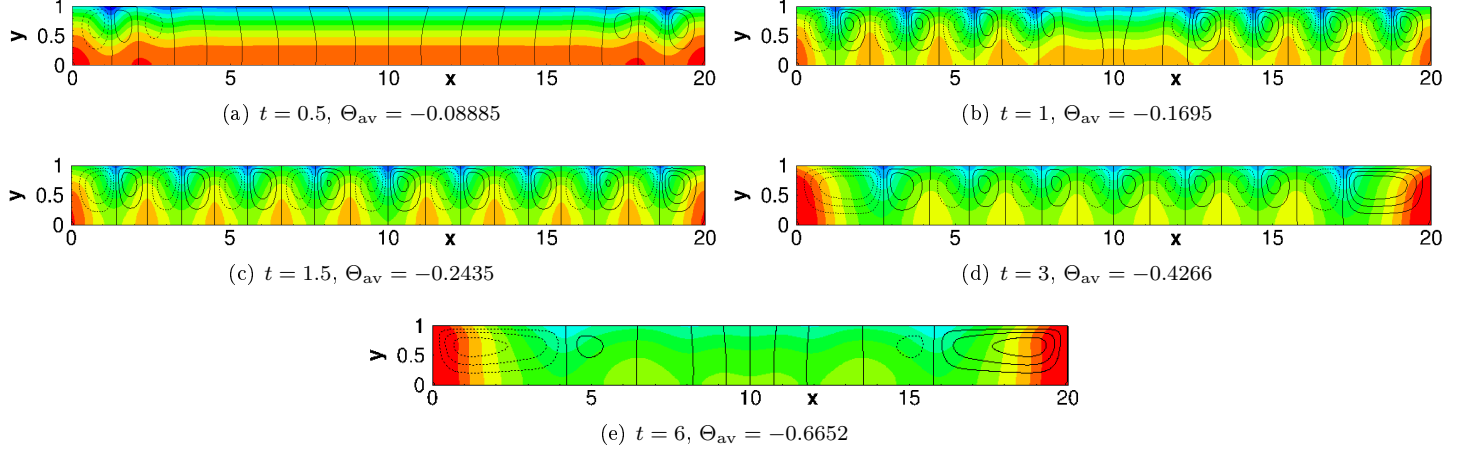 y
1
0.5
0
0 5 10 x 15 20
(a) t = 0.5, Θav = −0.08885
y
1
0.5
0
0 5 10 x 15 20
(b) t = 1, Θav = −0.1695
y
1
0.5
0
0 5 10 x 15 20
(c) t = 1.5, Θav = −0.2435
y
1
0.5
0
0 5 10 x 15 20
(d) t = 3, Θav = −0.4266
y
1
0.5
0
0 5 10 x 15 20
(e) t = 6, Θav = −0.6652